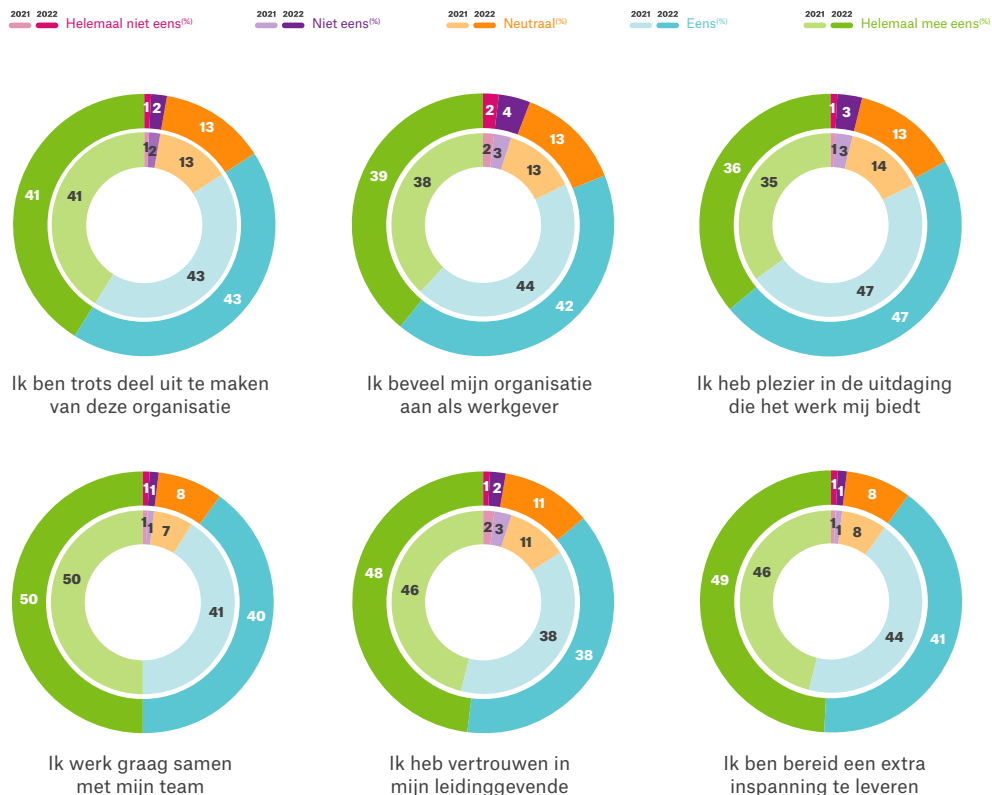 2021 2022 Helemaal niet eens(%)
2021 2022 Niet eens(%)
2021 2022 Neutraal(%)
2021 2022 Eens(%)
2021 2022 Helemaal mee eens(%)
1 2 13 43 41
1 2 13 43 41
Ik ben trots deel uit te maken
van deze organisatie
2 4 13 42 39
2 3 13 44 38
Ik beveel mijn organisatie
aan als werkgever
1 3 13 47 36
1 3 14 47 35
Ik heb plezier in de uitdaging
die het werk mij biedt
1 1 8 40 50
1 1 7 41 50
Ik werk graag samen
met mijn team
1 2 11 38 48
2 3 11 38 46
Ik heb vertrouwen in
mijn leidinggevende
1 1 8 41 49
1 1 8 44 46
Ik ben bereid een extra
inspanning te leveren